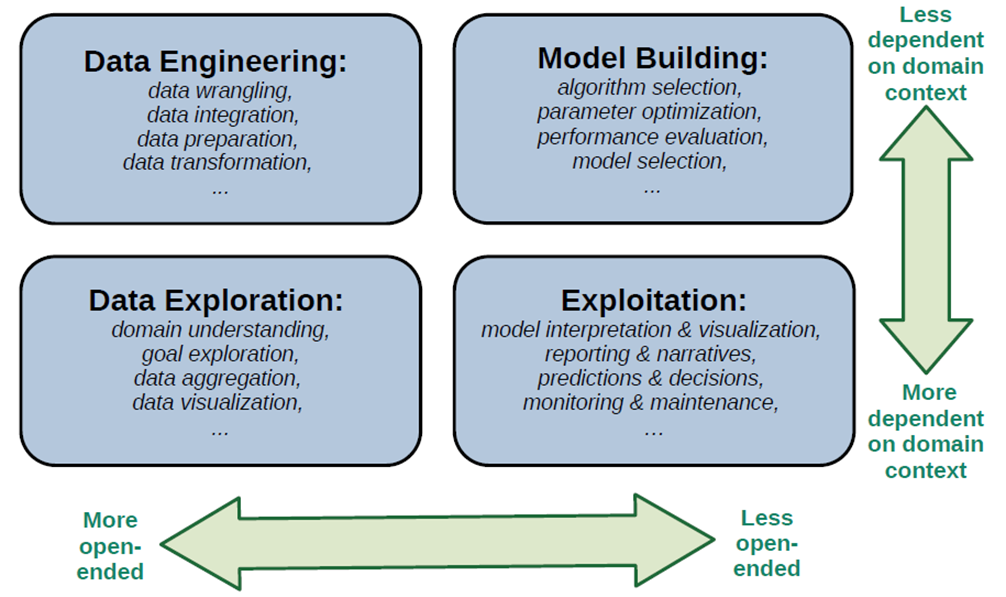 Data Engineering:
data wrangling,
data integration,
data preparation,
data transformation,
...
Model Building:
algorithm selection,
parameter optimization,
performance evaluation,
model selection,
...
Less
dependent
on domain
context
Data Exploration:
domain understanding,
goal exploration,
data aggregation,
data visualization,
...
Exploitation:
model interpretation & visualization,
reporting & narratives,
predictions & decisions,
monitoring & maintenance,
...
More
dependent
on domain
context
More
open-
ended
Less
open-
ended